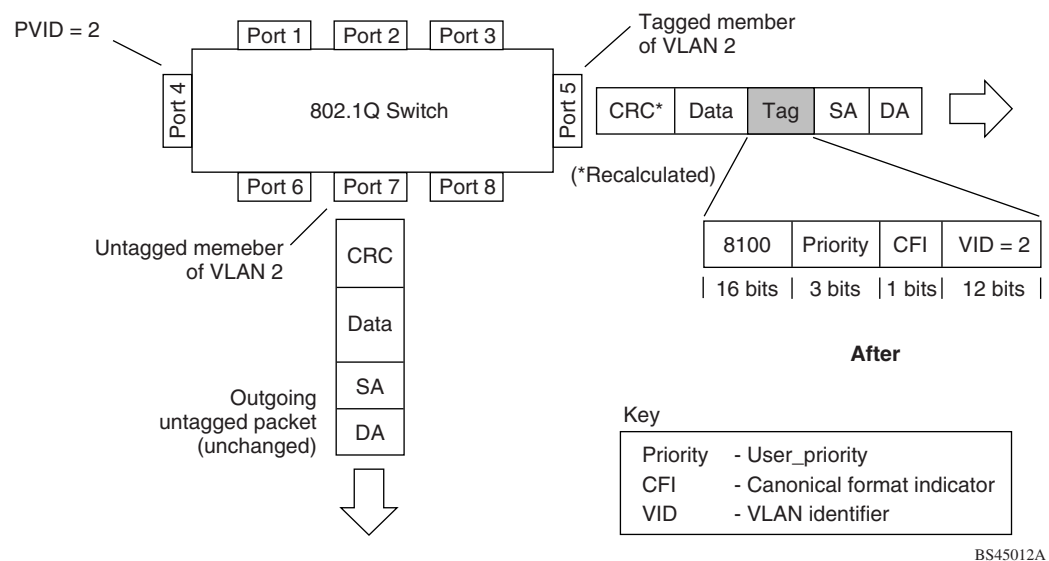 PVID = 2
Port 1
Port 2
Port 3
Tagged member
of VLAN 2
Port 4
802.1Q Switch
Port 5
CRC*
Data
Tag
SA
DA
(*Recalculated)
Port 6
Port 7
Port 8
Untagged memeber
of VLAN 2
CRC
Data
SA
DA
8100
Priority
CFI
VID = 2
16 bits
3 bits
1 bits
12 bits
After
Outgoing
untagged packet
(unchanged)
Key
Priority - User_priority
CFI - Canonical format indicator
VID - VLAN identifier
BS45012A